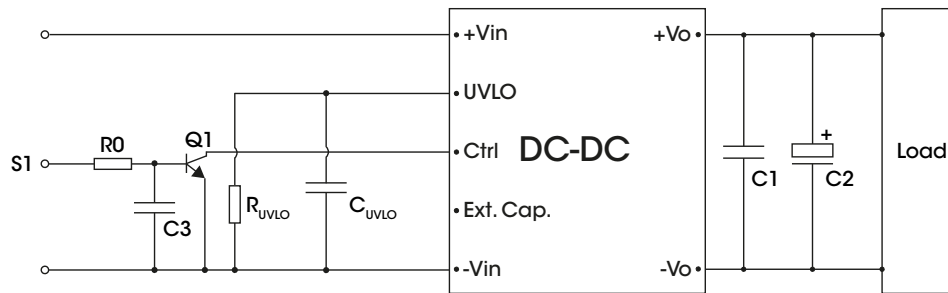 +Vin
+Vo
UVLO
Q1
R0
Ctrl
DC-DC
S1
Load
+
C1
C2
RUVLO
CUVLO
C3
Ext. Cap.
-Vin
-Vo